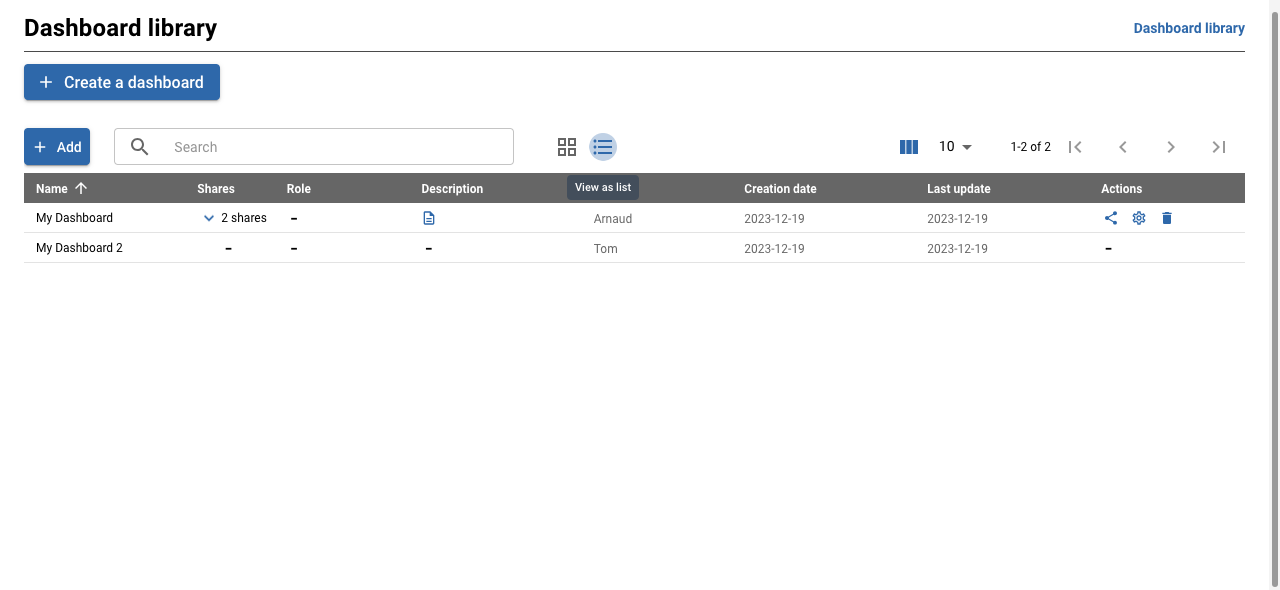 Dashboard library
Dashboard library
Create a dashboard
Add
Search
10
1-2 of 2
Name Shares Role Description Creation date Last update Actions
View as list
My Dashboard 2 shares – Arnaud 2023-12-19 2023-12-19
My Dashboard 2 – – – Tom 2023-12-19 2023-12-19 –